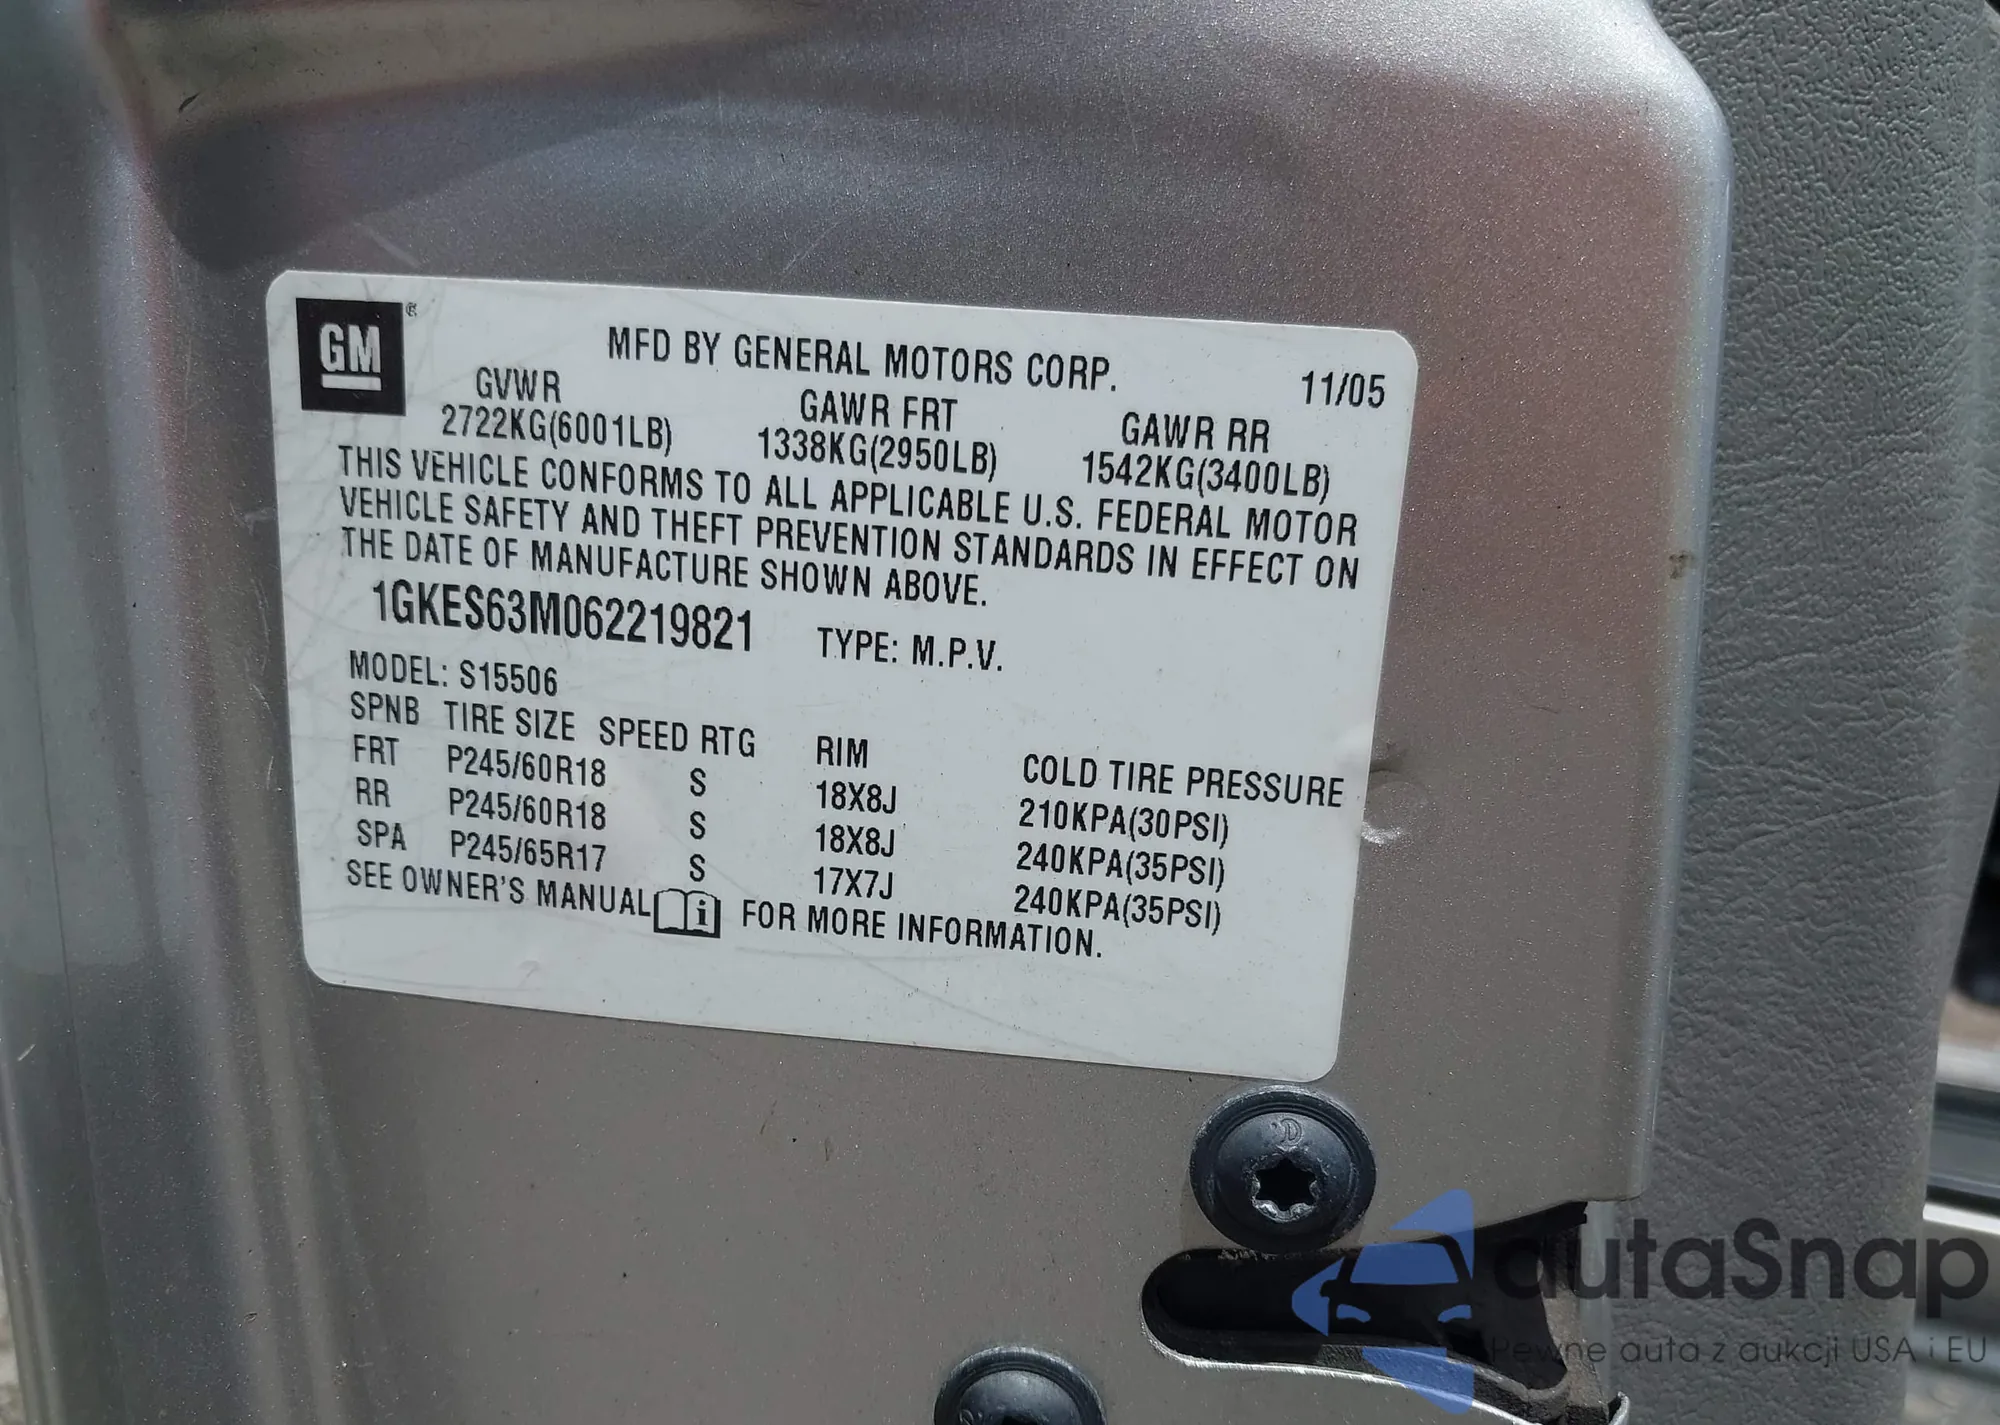 GM
MFD BY GENERAL MOTORS CORP. 11/05
GVWR GAWR FRT GAWR RR
2722KG(6001LB) 1338KG(2950LB) 1542KG(3400LB)
THIS VEHICLE CONFORMS TO ALL APPLICABLE U.S. FEDERAL MOTOR
VEHICLE SAFETY AND THEFT PREVENTION STANDARDS IN EFFECT ON
THE DATE OF MANUFACTURE SHOWN ABOVE.
1GKES63M062219821 TYPE: M.P.V.
MODEL: S15506
SPNB TIRE SIZE SPEED RTG RIM COLD TIRE PRESSURE
FRT P245/60R18 S 18X8J 210KPA(30PSI)
RR P245/60R18 S 18X8J 240KPA(35PSI)
SPA P245/65R17 S 17X7J 240KPA(35PSI)
SEE OWNER'S MANUAL i FOR MORE INFORMATION.
autaSnap
Pewne auta z aukcji USA i EU